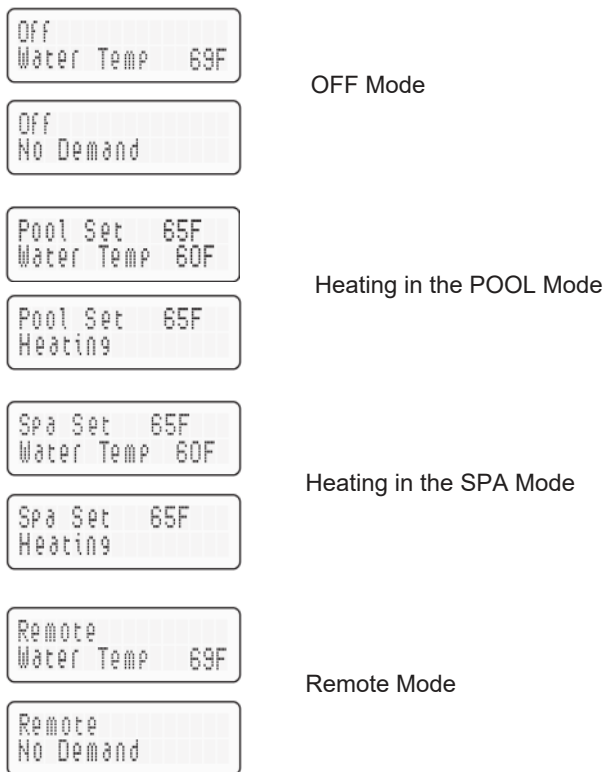 Off
Water Temp 69F
OFF Mode
Off
No Demand
Pool Set 65F
Water Temp 60F
Heating in the POOL Mode
Pool Set 65F
Heating
Spa Set 65F
Water Temp 60F
Heating in the SPA Mode
Spa Set 65F
Heating
Remote
Water Temp 69F
Remote Mode
Remote
No Demand